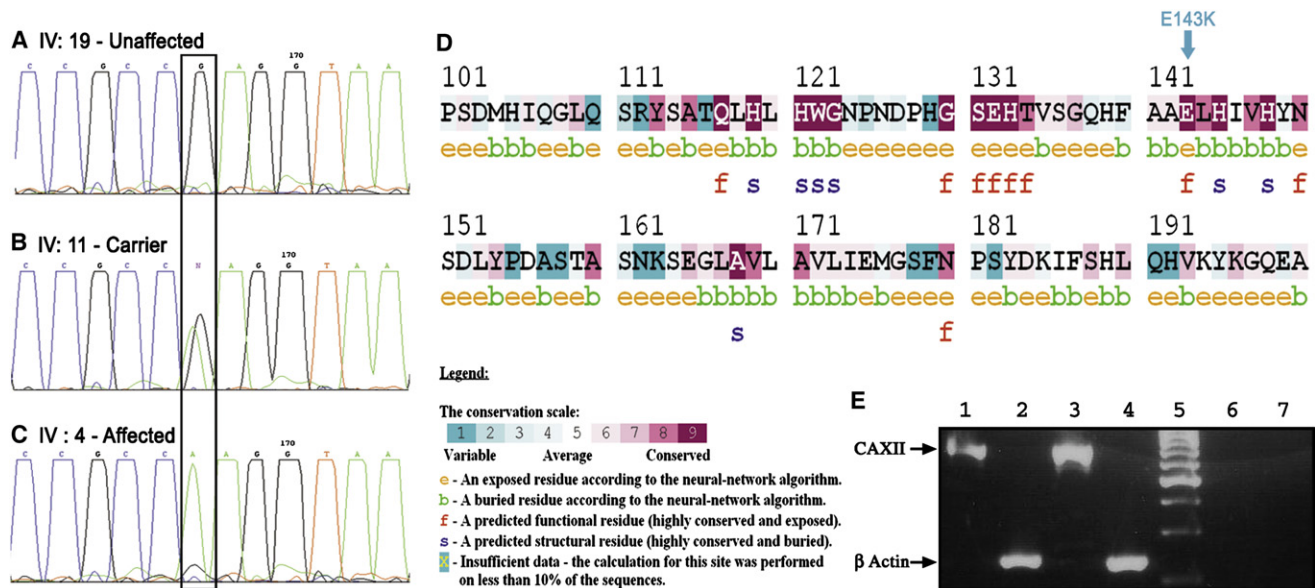 A IV: 19 - Unaffected
170
C C G C C G A G G T A A
B IV: 11 - Carrier
170
C C G C C N A G G T A A
C IV : 4 - Affected
170
C C G C C A A G G T A A
D
E143K
101 111 121 131 141
PSDMHIQGLQ SRYSATQLHL HWGNPNDPHG SEHTVSGQHF AAELHIVHYN
eeebbbeebe eebebeebbb bbbeeeeeee eeeebeeeeb bbebbbbbbe
f s sss f ffff f s s f
151 161 171 181 191
SDLYPDASTA SNKSEGLAVL AVLIEMGSFN PSYDKIFSHL QHVKYKGQEA
eeebeebeeb eeeeebbbbb bbbbebeeee eebeebbebb eebeeeeeeb
s f
Legend:
The conservation scale:
1 2 3 4 5 6 7 8 9
Variable Average Conserved
e - An exposed residue according to the neural-network algorithm.
b - A buried residue according to the neural-network algorithm.
f - A predicted functional residue (highly conserved and exposed).
s - A predicted structural residue (highly conserved and buried).
X - Insufficient data - the calculation for this site was performed
on less than 10% of the sequences.
E 1 2 3 4 5 6 7
CAXII
β Actin